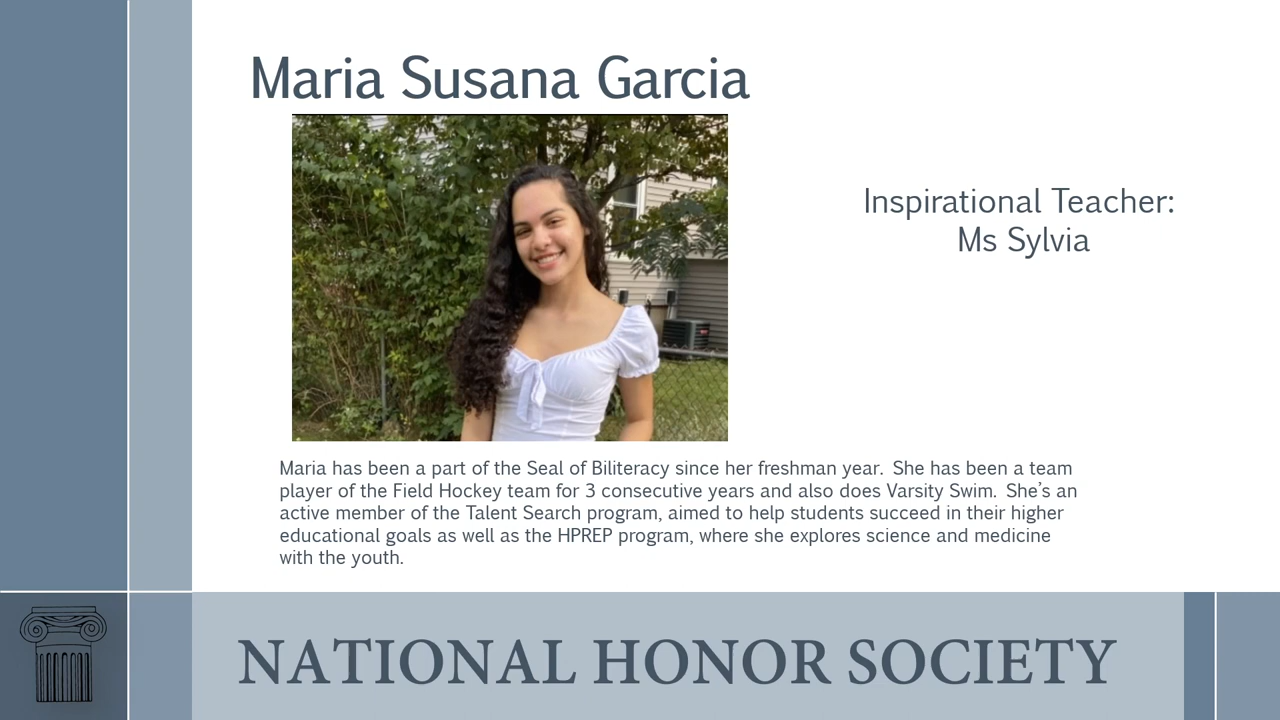 Maria Susana Garcia
Inspirational Teacher:
Ms Sylvia
Maria has been a part of the Seal of Biliteracy since her freshman year. She has been a team
player of the Field Hockey team for 3 consecutive years and also does Varsity Swim. She’s an
active member of the Talent Search program, aimed to help students succeed in their higher
educational goals as well as the HPREP program, where she explores science and medicine
with the youth.
NATIONAL HONOR SOCIETY